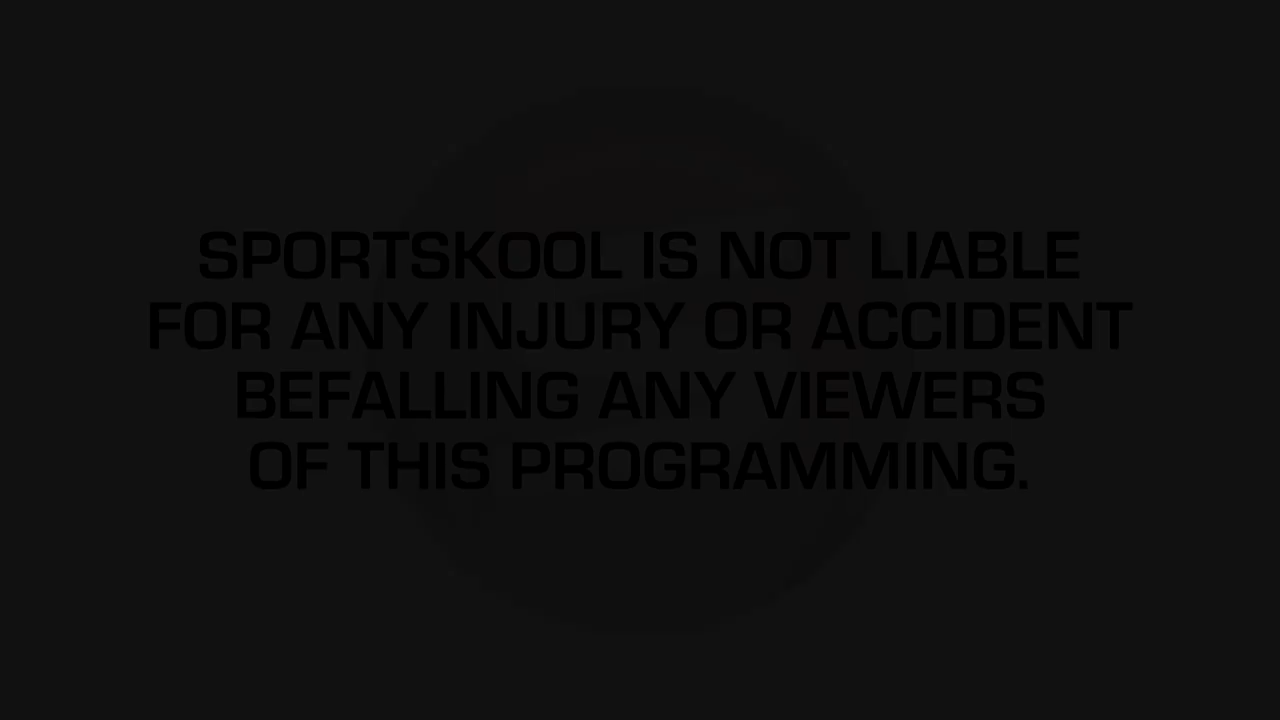 SPORTSKOOL IS NOT LIABLE
FOR ANY INJURY OR ACCIDENT
BEFALLING ANY VIEWERS
OF THIS PROGRAMMING.